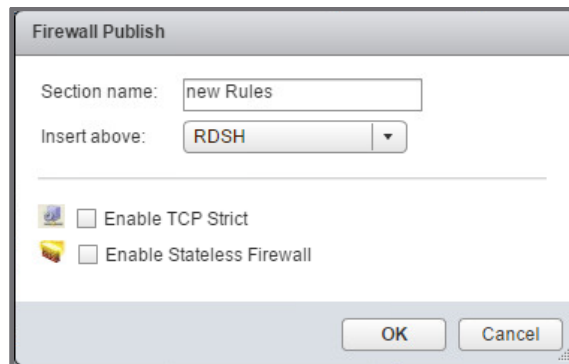 Firewall Publish
Section name: new Rules
Insert above: RDSH
Enable TCP Strict
Enable Stateless Firewall
OK Cancel